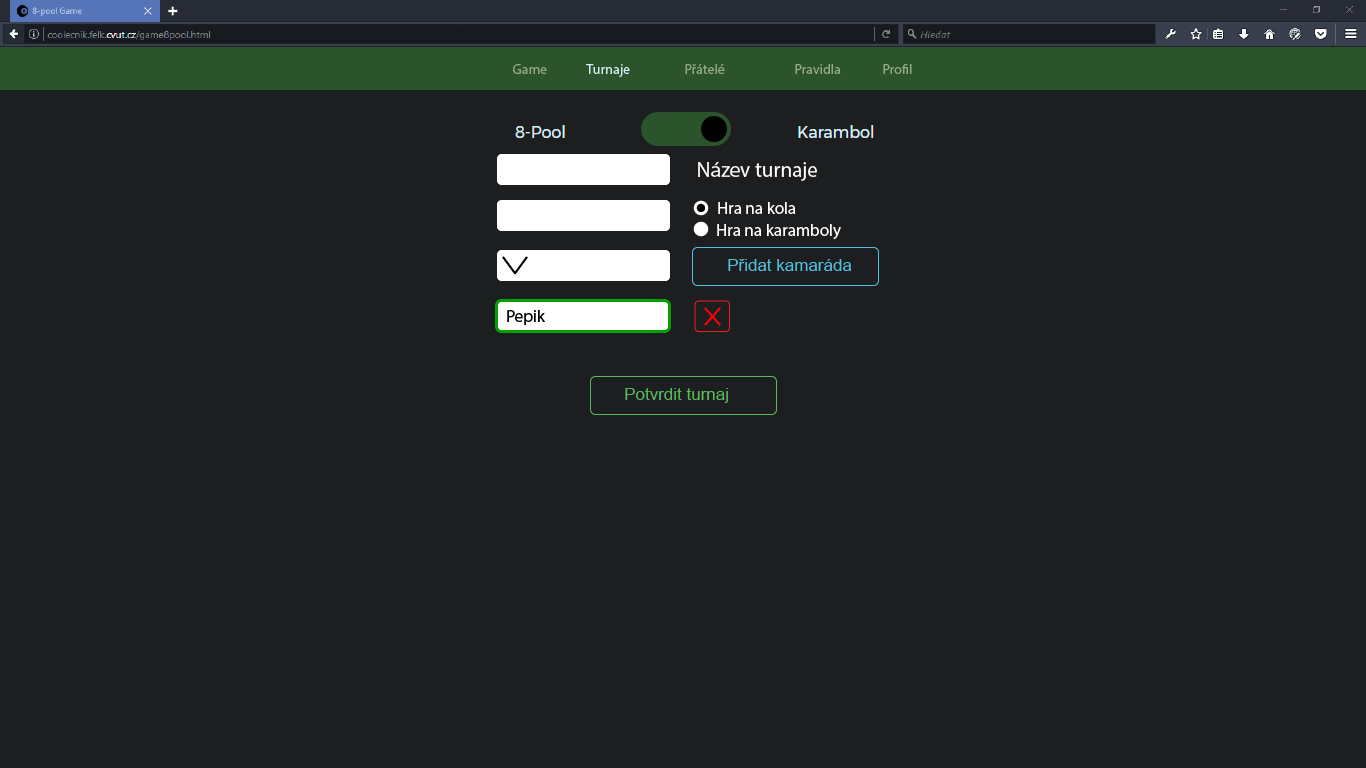 8-pool Game
coolecnik.felk.cvut.cz/game8pool.html
Hledat
Game Turnaje Přátelé Pravidla Profil
8-Pool Karambol
Název turnaje
Hra na kola
Hra na karamboly
Přidat kamaráda
Pepik
X
Potvrdit turnaj